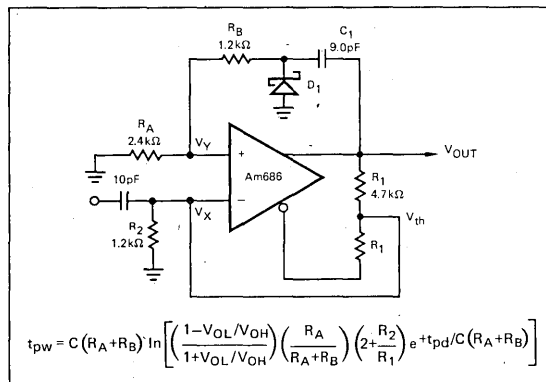 R_B
1.2kΩ
C_1
9.0pF
D_1
R_A
2.4kΩ
V_Y
+
Am686
V_OUT
10pF
R_1
4.7kΩ
V_X
−
V_th
R_2
1.2kΩ
R_1
t_pw = C(R_A+R_B) ln[((1−V_OL/V_OH)/(1+V_OL/V_OH)) (R_A/(R_A+R_B)) (2+R_2/R_1) e^(+t_pd/C(R_A+R_B))]